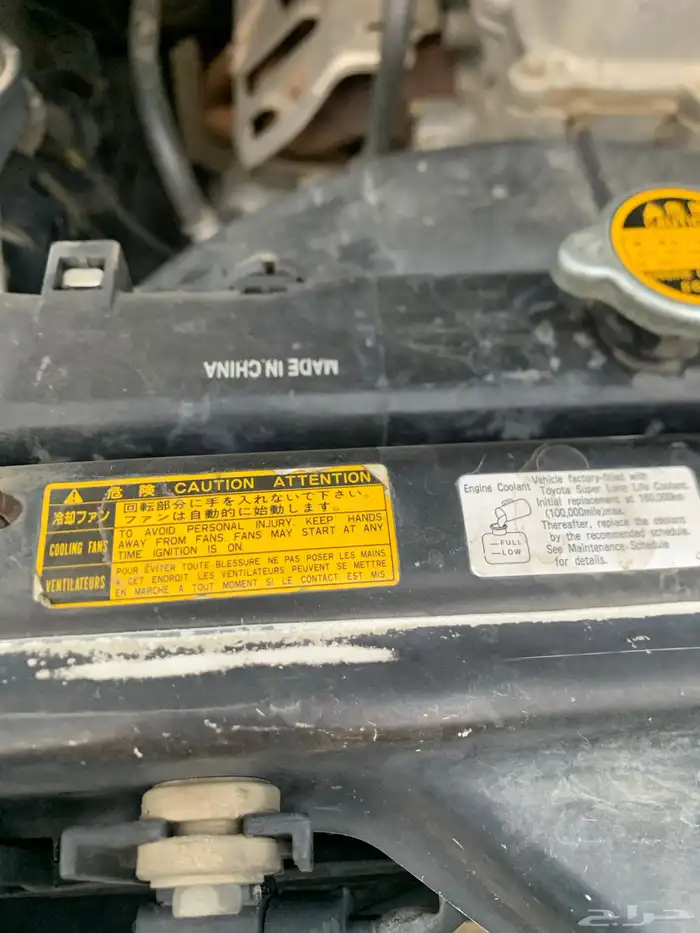 MADE IN CHINA
危険 CAUTION ATTENTION
冷却ファン
回転部分に手を入れないで下さい。
ファンは自動的に始動します。
COOLING FANS
TO AVOID PERSONAL INJURY, KEEP HANDS
AWAY FROM FANS. FANS MAY START AT ANY
TIME IGNITION IS ON.
VENTILATEURS
POUR ÉVITER TOUTE BLESSURE NE PAS POSER LES MAINS
A CET ENDROIT LES VENTILATEURS PEUVENT SE METTRE
EN MARCHE A TOUT MOMENT SI LE CONTACT EST MIS
Engine Coolant
FULL
LOW
Vehicle factory-filled with
Toyota Super Long Life Coolant.
Initial replacement at 160,000km
(100,000mile)max.
Thereafter, replace the coolant
by the recommended schedule.
See Maintenance Schedule
for details.
حراج